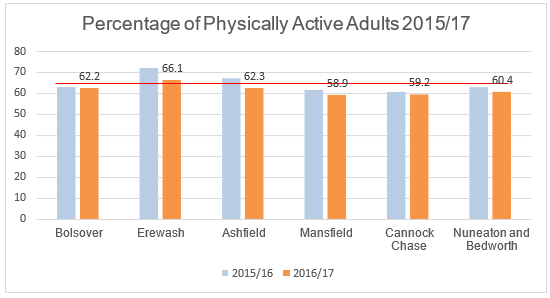 Percentage of Physically Active Adults 2015/17
80
70
60
50
40
30
20
10
0
62.2
66.1
62.3
58.9
59.2
60.4
Bolsover
Erewash
Ashfield
Mansfield
Cannock
Chase
Nuneaton and
Bedworth
2015/16
2016/17